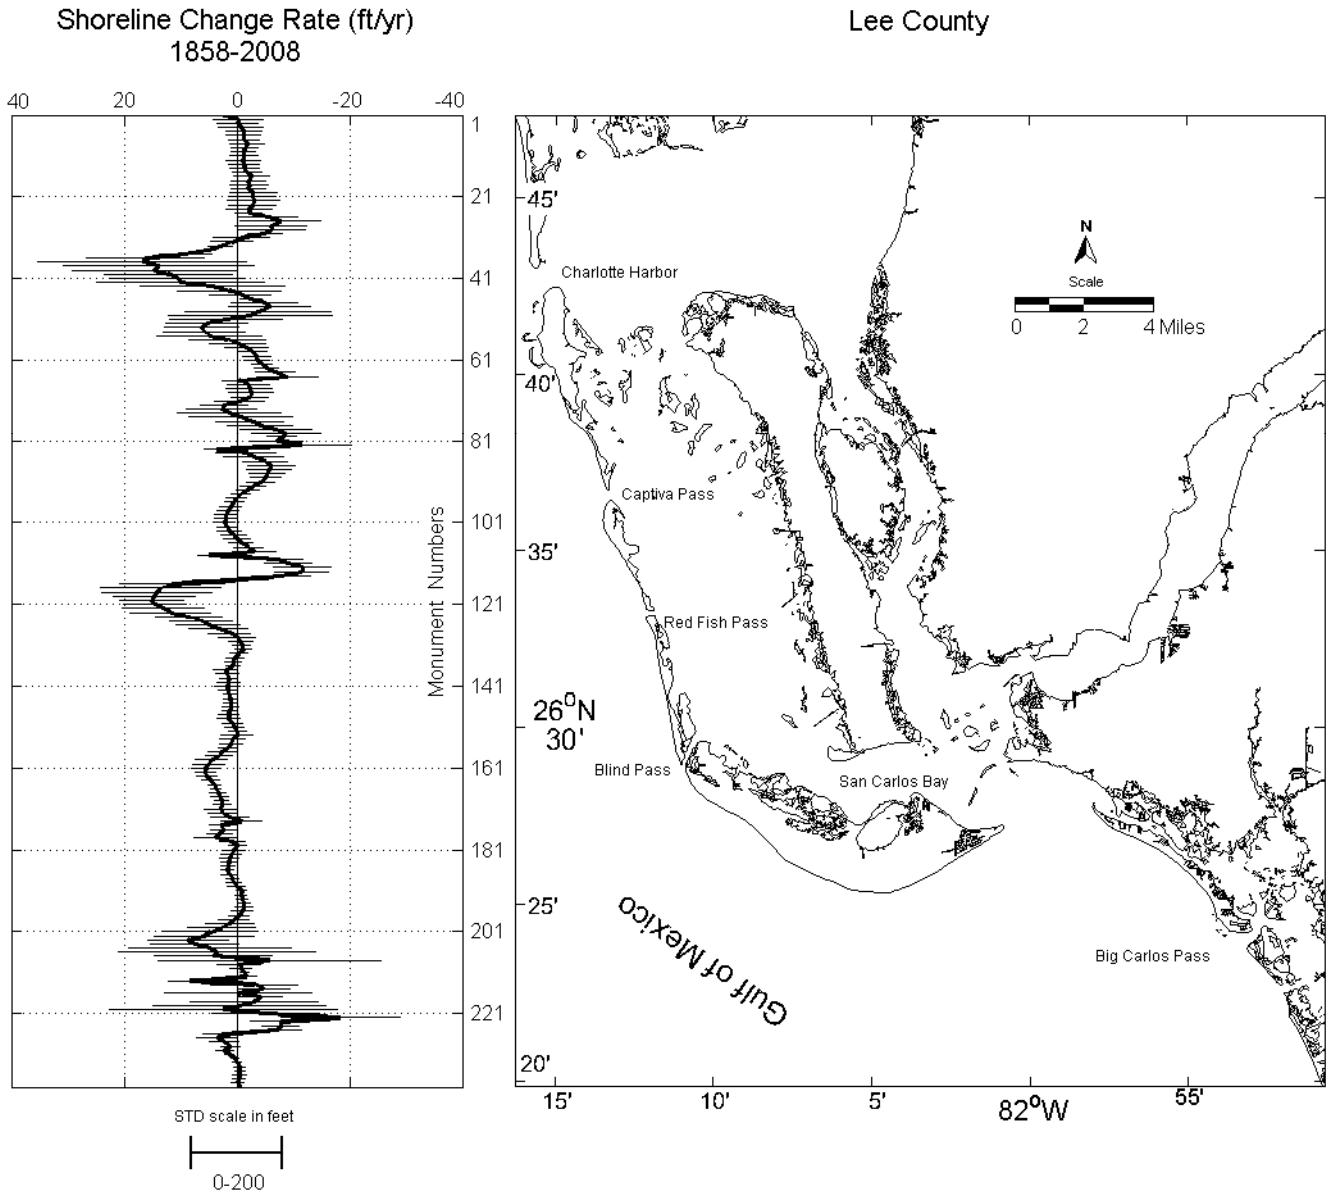 Shoreline Change Rate (ft/yr)
1858-2008
40 20 0 -20 -40
1
21
41
61
81
101
121
141
161
181
201
221
Monument Numbers
STD scale in feet
0-200
Lee County
45'
40'
35'
26°N
30'
25'
20'
15' 10' 5' 82°W 55'
N
Scale
0 2 4 Miles
Charlotte Harbor
Captiva Pass
Red Fish Pass
Blind Pass
San Carlos Bay
Big Carlos Pass
Gulf of Mexico